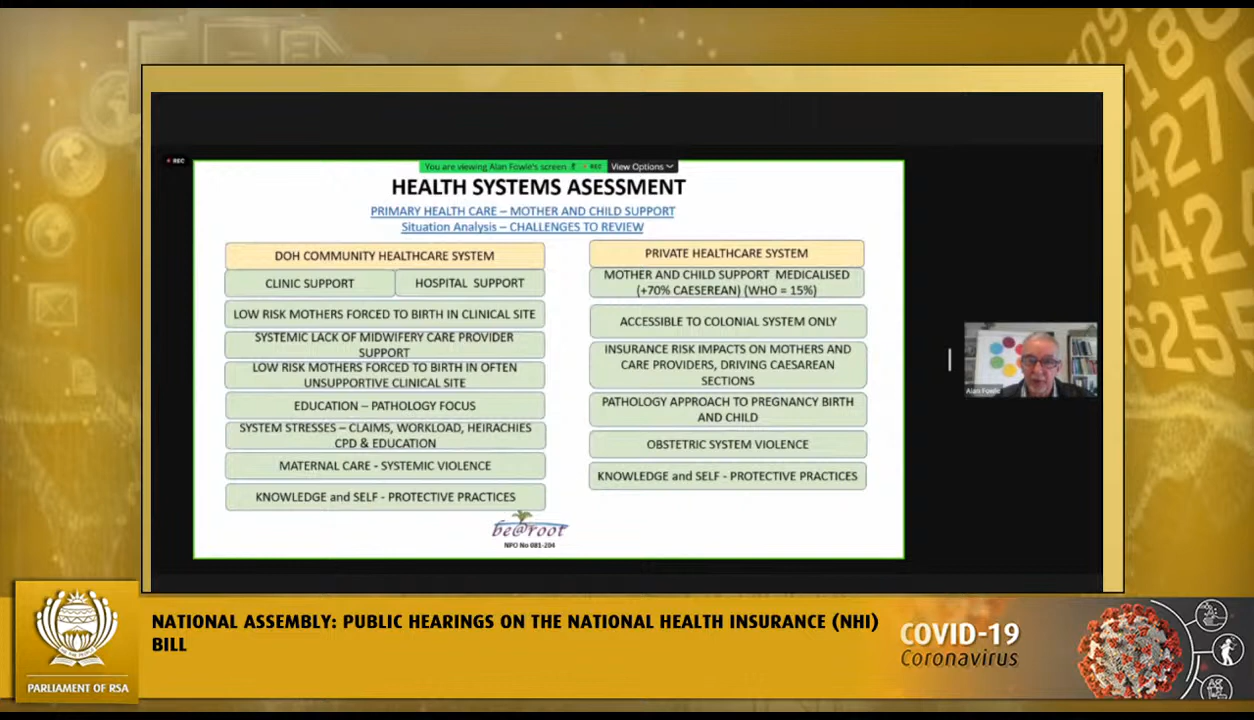 REC
You are viewing Alan Fowle's screen
REC
View Options
HEALTH SYSTEMS ASESSMENT
PRIMARY HEALTH CARE – MOTHER AND CHILD SUPPORT
Situation Analysis – CHALLENGES TO REVIEW
DOH COMMUNITY HEALTHCARE SYSTEM
CLINIC SUPPORT
HOSPITAL SUPPORT
LOW RISK MOTHERS FORCED TO BIRTH IN CLINICAL SITE
SYSTEMIC LACK OF MIDWIFERY CARE PROVIDER
SUPPORT
LOW RISK MOTHERS FORCED TO BIRTH IN OFTEN
UNSUPPORTIVE CLINICAL SITE
EDUCATION – PATHOLOGY FOCUS
SYSTEM STRESSES – CLAIMS, WORKLOAD, HEIRACHIES
CPD & EDUCATION
MATERNAL CARE - SYSTEMIC VIOLENCE
KNOWLEDGE and SELF - PROTECTIVE PRACTICES
PRIVATE HEALTHCARE SYSTEM
MOTHER AND CHILD SUPPORT MEDICALISED
(+70% CAESEREAN) (WHO = 15%)
ACCESSIBLE TO COLONIAL SYSTEM ONLY
INSURANCE RISK IMPACTS ON MOTHERS AND
CARE PROVIDERS, DRIVING CAESAREAN
SECTIONS
PATHOLOGY APPROACH TO PREGNANCY BIRTH
AND CHILD
OBSTETRIC SYSTEM VIOLENCE
KNOWLEDGE and SELF - PROTECTIVE PRACTICES
be@root
NPO No 081-204
Alan Fowle
NATIONAL ASSEMBLY: PUBLIC HEARINGS ON THE NATIONAL HEALTH INSURANCE (NHI)
BILL
PARLIAMENT OF RSA
COVID-19
Coronavirus